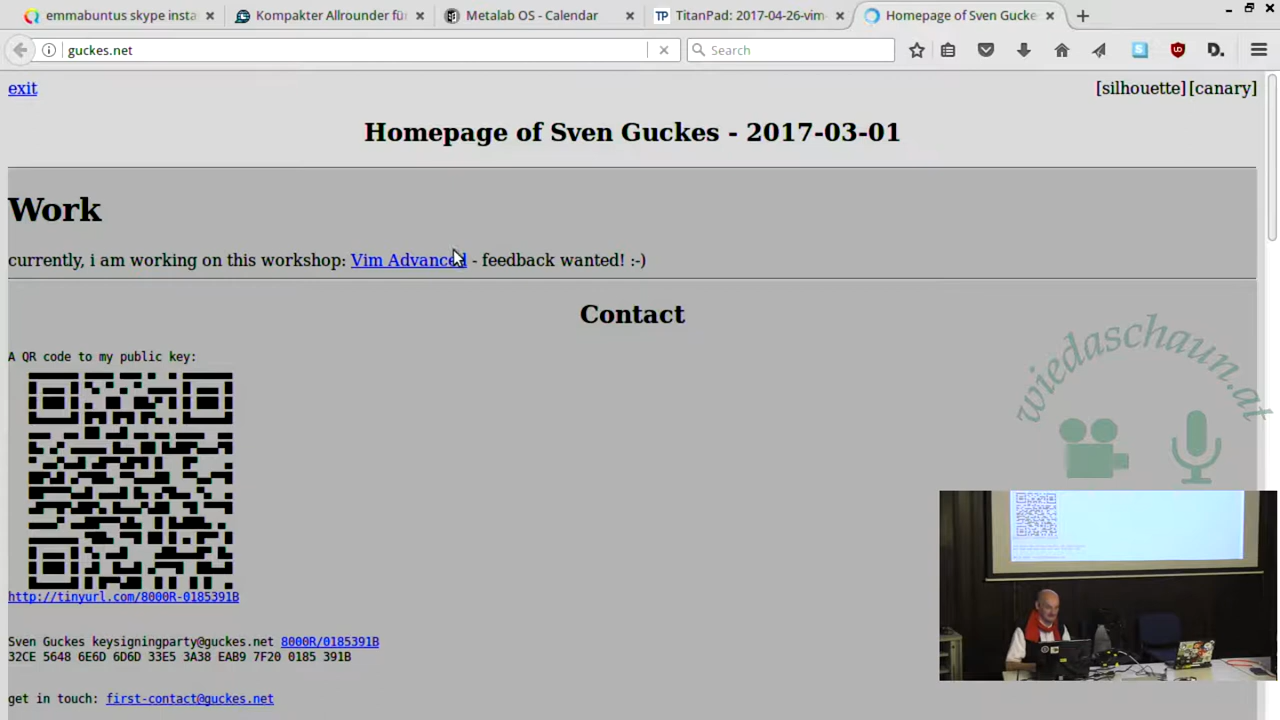 emmabuntus skype insta
Kompakter Allrounder fü
Metalab OS - Calendar
TP TitanPad: 2017-04-26-vim-
Homepage of Sven Gucke
guckes.net
Search
exit
[silhouette] [canary]
Homepage of Sven Guckes - 2017-03-01
Work
currently, i am working on this workshop: Vim Advanced - feedback wanted! :-)
Contact
A QR code to my public key:
wiedaschaun.at
http://tinyurl.com/8000R-0185391B
Sven Guckes keysigningparty@guckes.net 8000R/0185391B
32CE 5648 6E6D 6D6D 33E5 3A38 EAB9 7F20 0185 391B
get in touch: first-contact@guckes.net